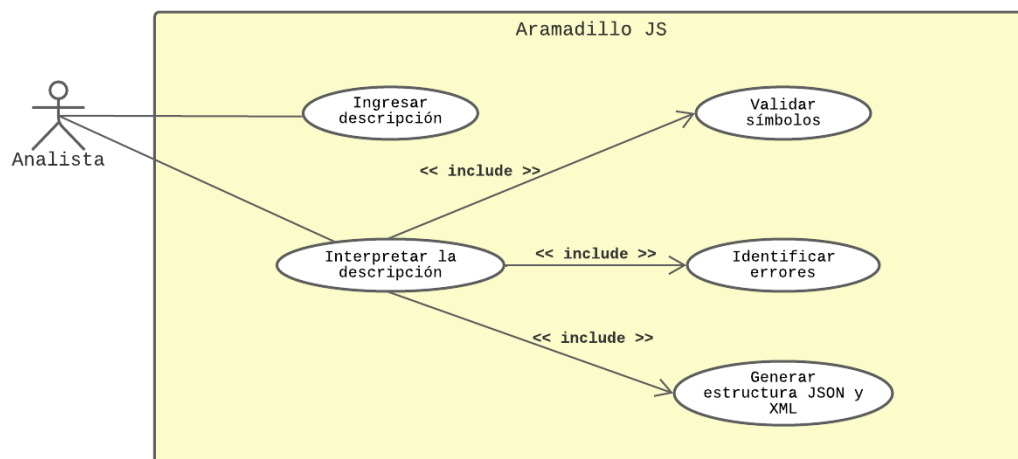 Aramadillo JS
Ingresar
descripción
Validar
símbolos
Analista
<< include >>
Interpretar la
descripción
<< include >>
Identificar
errores
<< include >>
Generar
estructura JSON y
XML